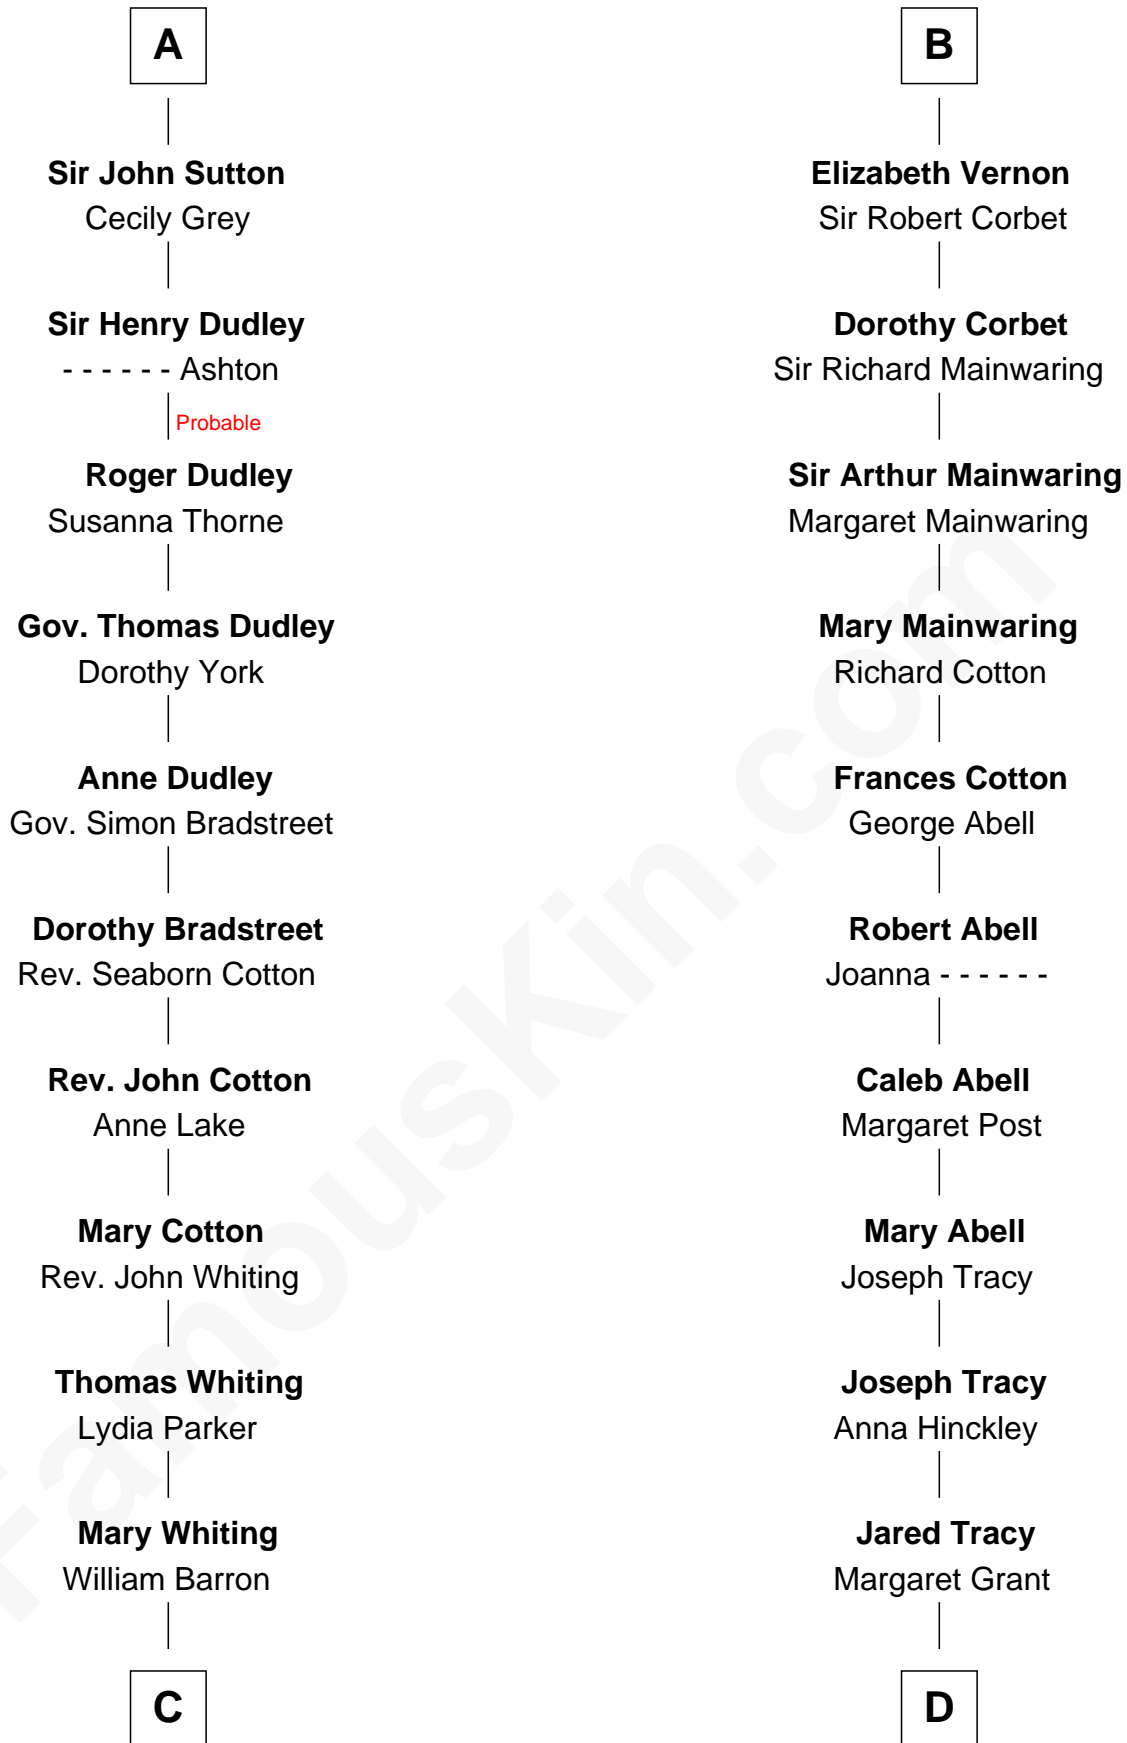 A
Sir John Sutton
Cecily Grey
Sir Henry Dudley
- - - - - - Ashton
Probable
Roger Dudley
Susanna Thorne
Gov. Thomas Dudley
Dorothy York
Anne Dudley
Gov. Simon Bradstreet
Dorothy Bradstreet
Rev. Seaborn Cotton
Rev. John Cotton
Anne Lake
Mary Cotton
Rev. John Whiting
Thomas Whiting
Lydia Parker
Mary Whiting
William Barron
C
B
Elizabeth Vernon
Sir Robert Corbet
Dorothy Corbet
Sir Richard Mainwaring
Sir Arthur Mainwaring
Margaret Mainwaring
Mary Mainwaring
Richard Cotton
Frances Cotton
George Abell
Robert Abell
Joanna - - - - - -
Caleb Abell
Margaret Post
Mary Abell
Joseph Tracy
Joseph Tracy
Anna Hinckley
Jared Tracy
Margaret Grant
D
FamousKin.com